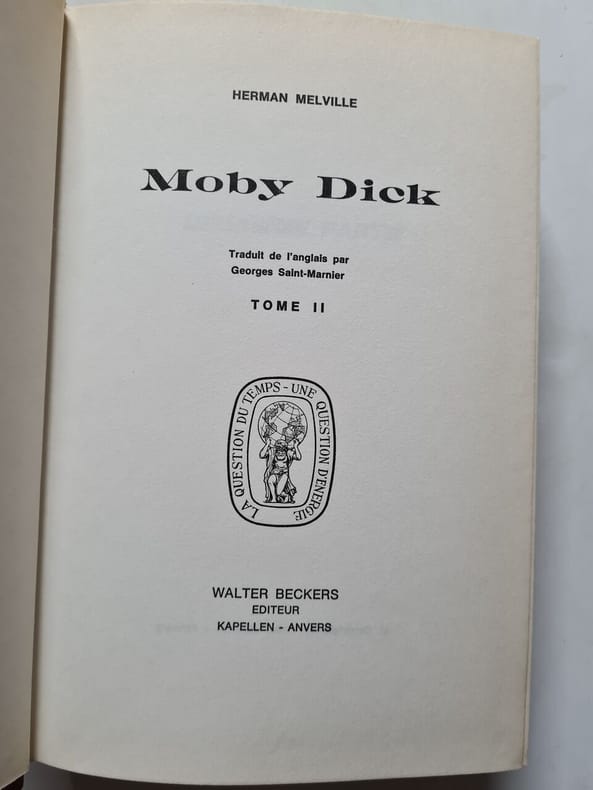 HERMAN MELVILLE
Moby Dick
Traduit de l'anglais par
Georges Saint-Marnier
TOME II
LA QUESTION DU TEMPS - UNE QUESTION D'ENERGIE
WALTER BECKERS
EDITEUR
KAPELLEN - ANVERS